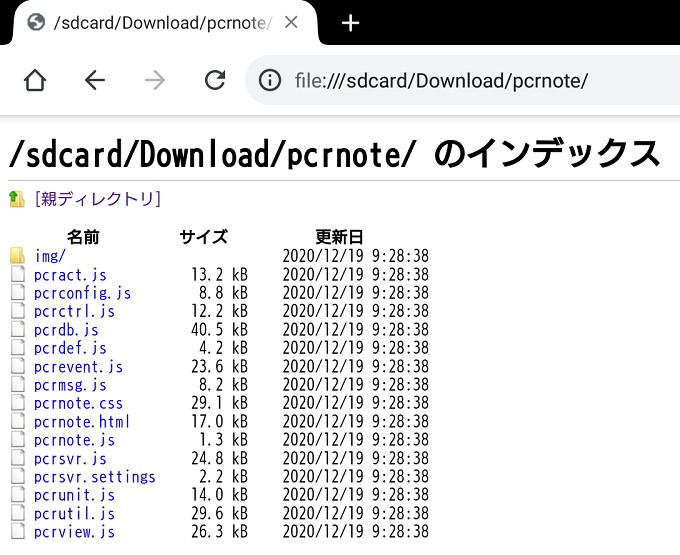 /sdcard/Download/pcrnote/
file:///sdcard/Download/pcrnote/
/sdcard/Download/pcrnote/ のインデックス
[親ディレクトリ]
名前 サイズ 更新日
img/ 2020/12/19 9:28:38
pcract.js 13.2 kB 2020/12/19 9:28:38
pcrconfig.js 8.8 kB 2020/12/19 9:28:38
pcrctrl.js 12.2 kB 2020/12/19 9:28:38
pcrdb.js 40.5 kB 2020/12/19 9:28:38
pcrdef.js 4.2 kB 2020/12/19 9:28:38
pcrevent.js 23.6 kB 2020/12/19 9:28:38
pcrmsg.js 8.2 kB 2020/12/19 9:28:38
pcrnote.css 29.1 kB 2020/12/19 9:28:38
pcrnote.html 17.0 kB 2020/12/19 9:28:38
pcrnote.js 1.3 kB 2020/12/19 9:28:38
pcrsvr.js 24.8 kB 2020/12/19 9:28:38
pcrsvr.settings 2.2 kB 2020/12/19 9:28:38
pcrunit.js 14.0 kB 2020/12/19 9:28:38
pcrutil.js 29.6 kB 2020/12/19 9:28:38
pcrview.js 26.3 kB 2020/12/19 9:28:38